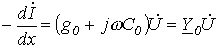 - dİ/dx = (g₀ + jωC₀)U̇ = Y̲₀U̇